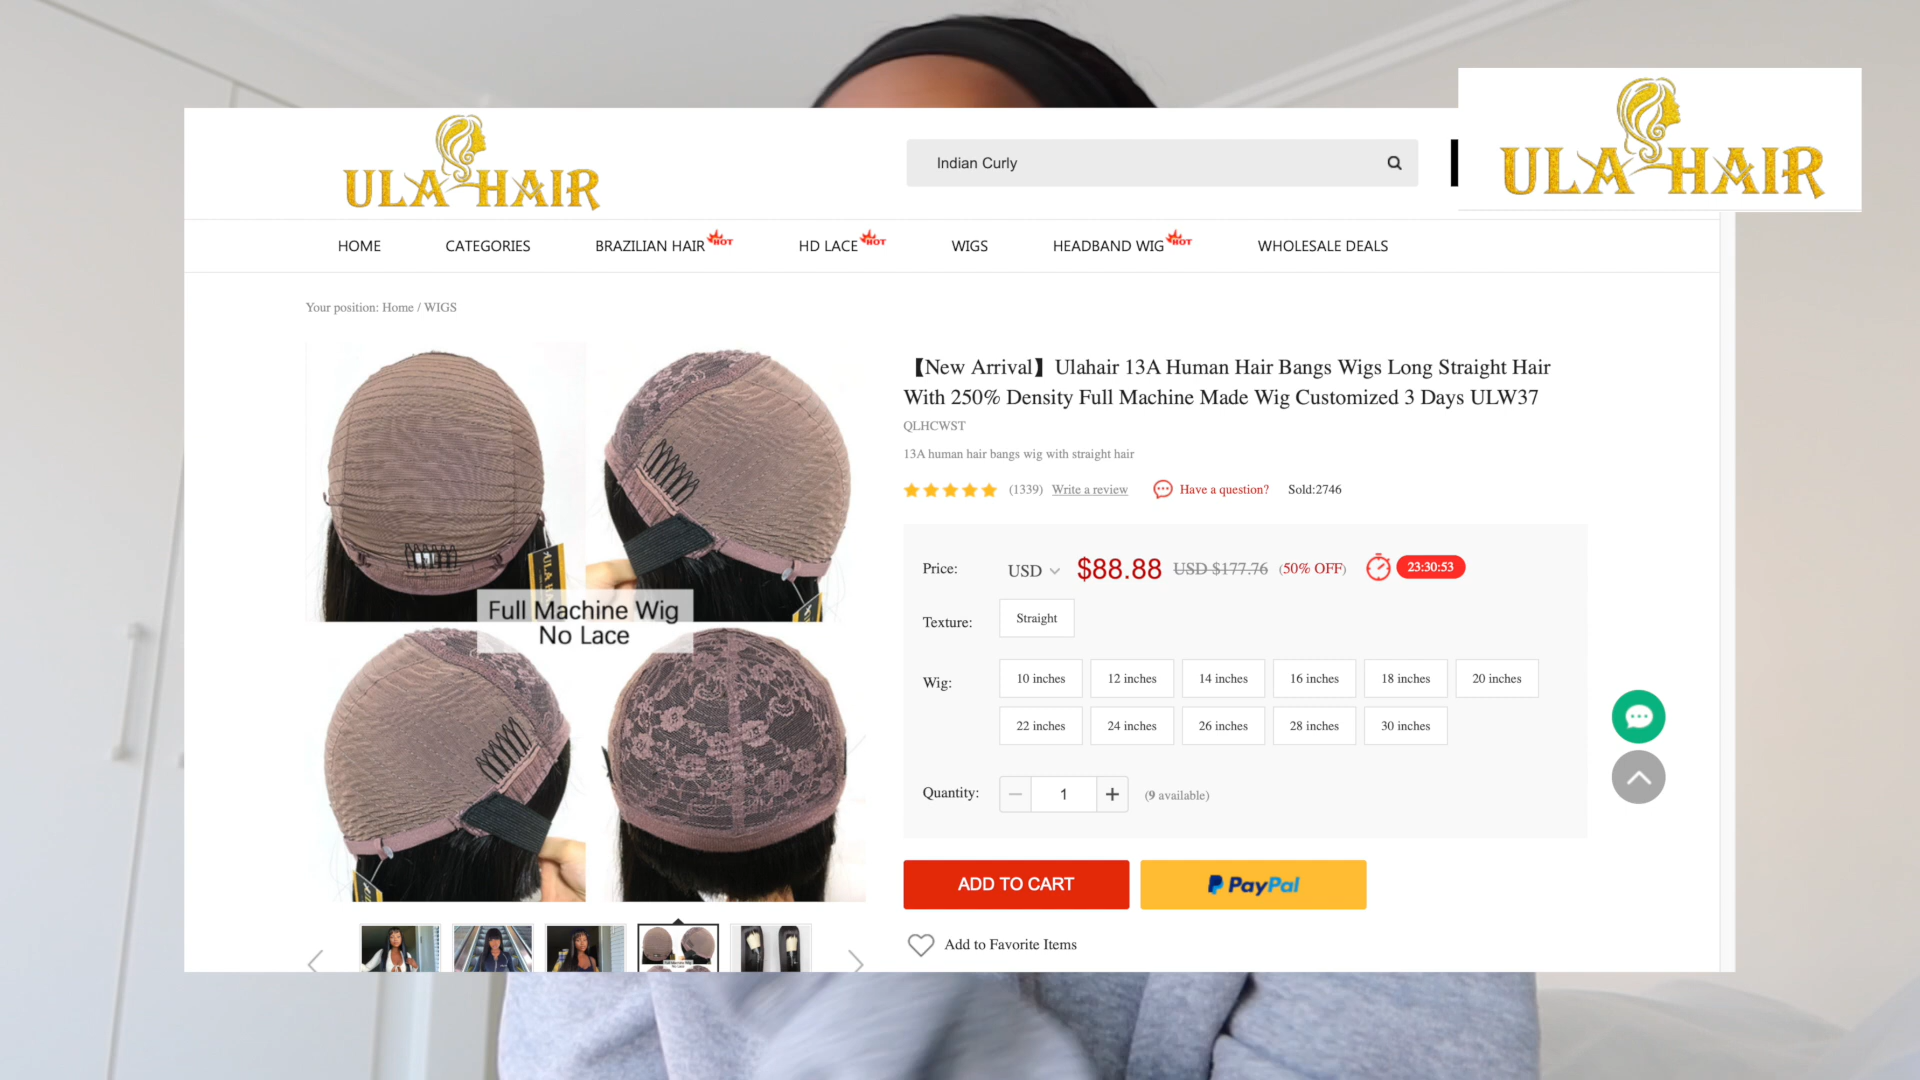 ULA HAIR
Indian Curly
ULA HAIR
HOME CATEGORIES BRAZILIAN HAIR HOT HD LACE HOT WIGS HEADBAND WIG HOT WHOLESALE DEALS
Your position: Home / WIGS
Full Machine Wig
No Lace
【New Arrival】Ulahair 13A Human Hair Bangs Wigs Long Straight Hair
With 250% Density Full Machine Made Wig Customized 3 Days ULW37
QLHCWST
13A human hair bangs wig with straight hair
(1339) Write a review Have a question? Sold:2746
Price: USD $88.88 USD $177.76 (50% OFF) 23:30:53
Texture: Straight
Wig: 10 inches 12 inches 14 inches 16 inches 18 inches 20 inches
22 inches 24 inches 26 inches 28 inches 30 inches
Quantity: 1 + (9 available)
ADD TO CART PayPal
Add to Favorite Items